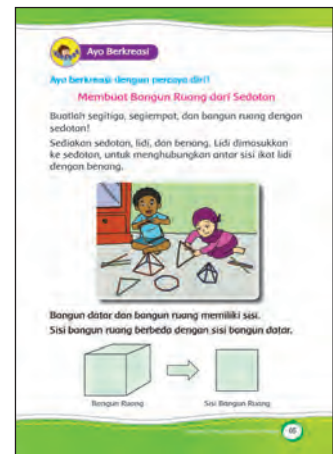 Ayo Berkreasi
Ayo berkreasi dengan percaya diri!
Membuat Bangun Ruang dari Sedotan
Buatlah segitiga, segiempat, dan bangun ruang dengan
sedotan!
Sediakan sedotan, lidi, dan benang. Lidi dimasukkan
ke sedotan, untuk menghubungkan antar sisi ikat lidi
dengan benang.
Bangun datar dan bangun ruang memiliki sisi.
Sisi bangun ruang berbeda dengan sisi bangun datar.
Bangun Ruang
Sisi Bangun Ruang